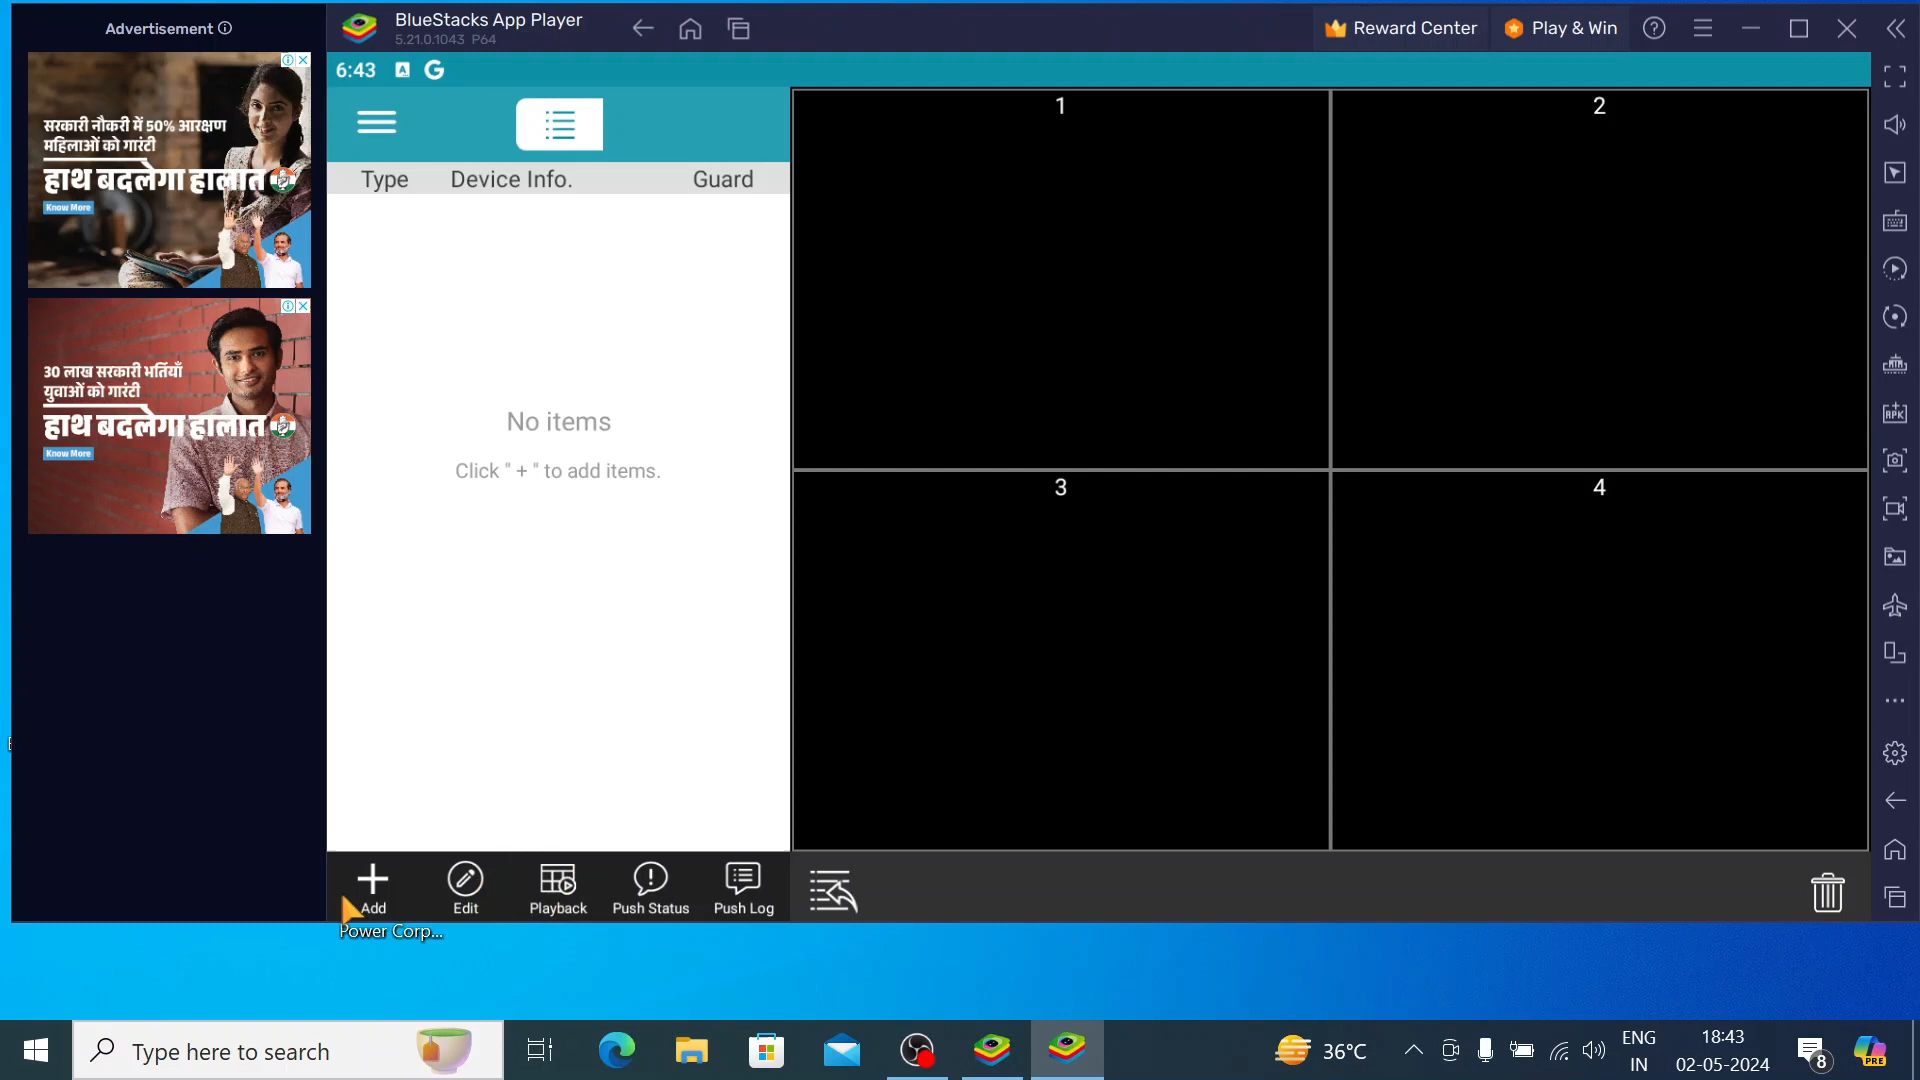 Advertisement
सरकारी नौकरी में 50% आरक्षण
महिलाओं को गारंटी
हाथ बदलेगा हालात
Know More
30 लाख सरकारी भर्तियाँ
युवाओं को गारंटी
हाथ बदलेगा हालात
Know More
BlueStacks App Player
5.21.0.1043 P64
Reward Center
Play & Win
6:43
Type Device Info. Guard
No items
Click " + " to add items.
1
2
3
4
Add
Edit
Playback
Push Status
Push Log
Power Corp...
Type here to search
36°C
ENG
IN
18:43
02-05-2024
8
PRE